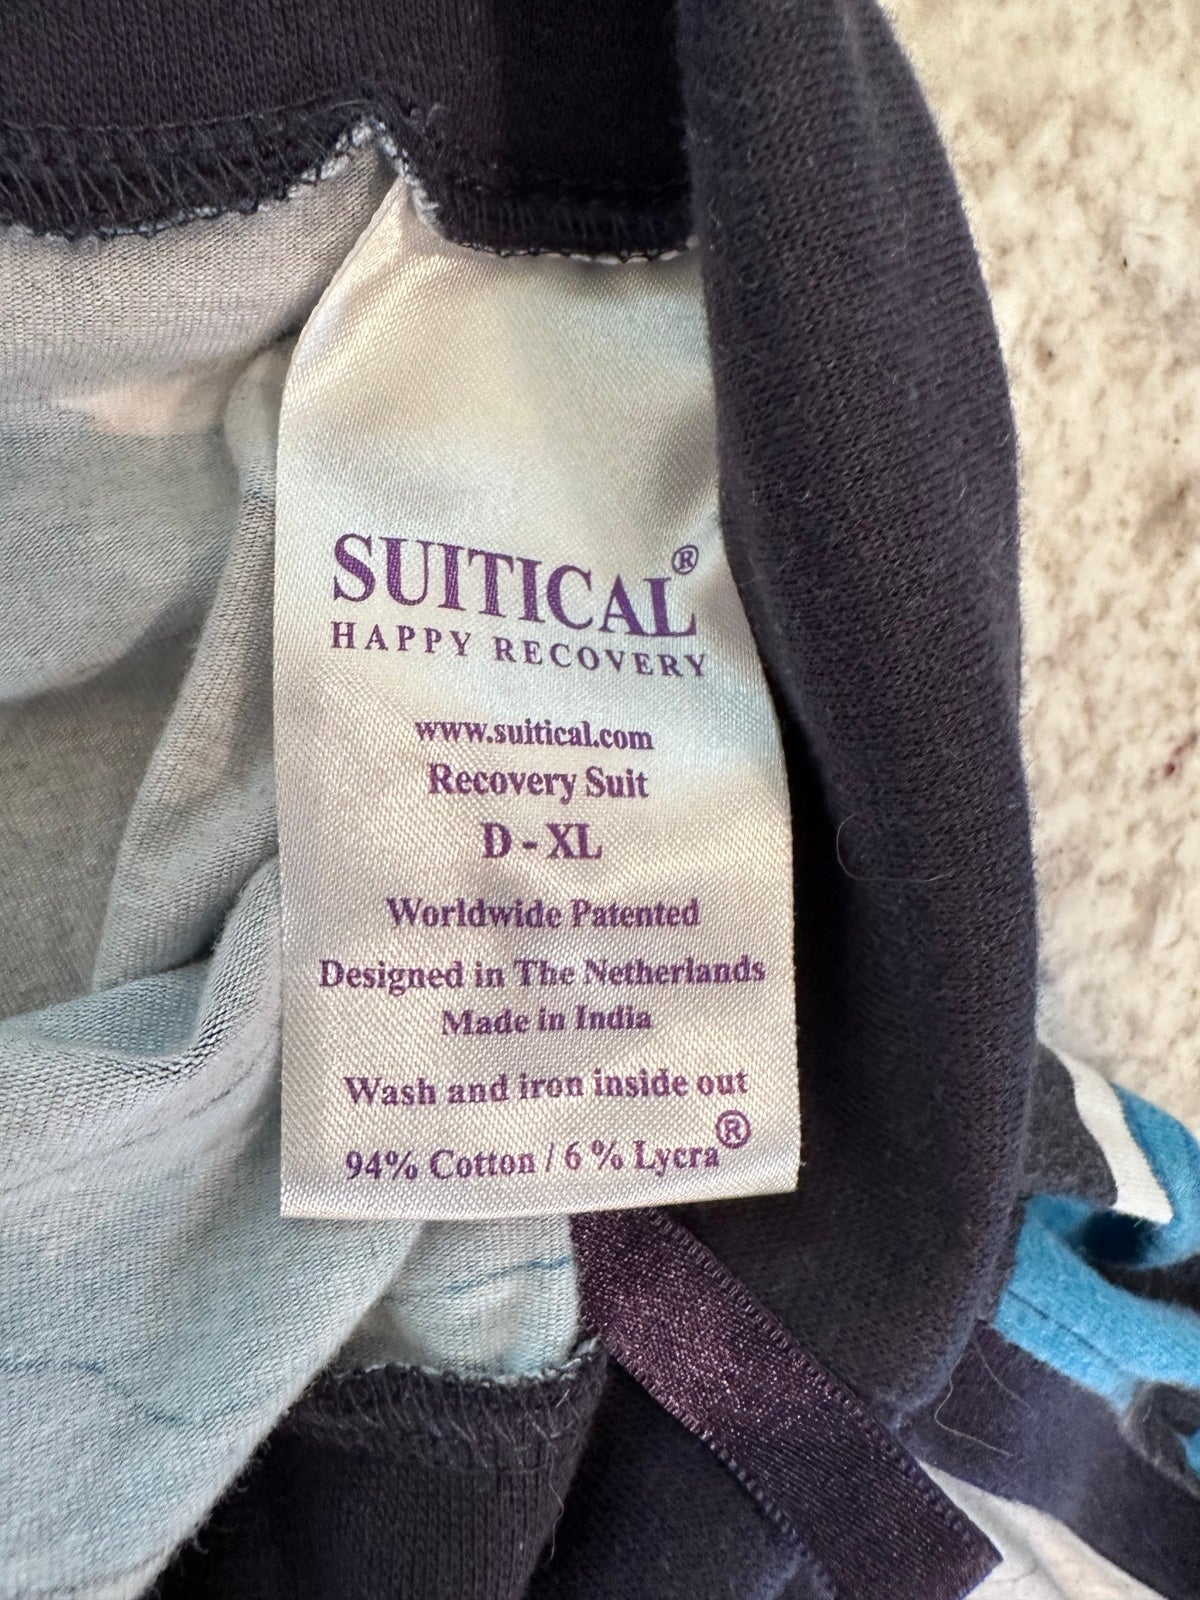 SUITICAL®
HAPPY RECOVERY
www.suitical.com
Recovery Suit
D - XL
Worldwide Patented
Designed in The Netherlands
Made in India
Wash and iron inside out
94% Cotton / 6 % Lycra®